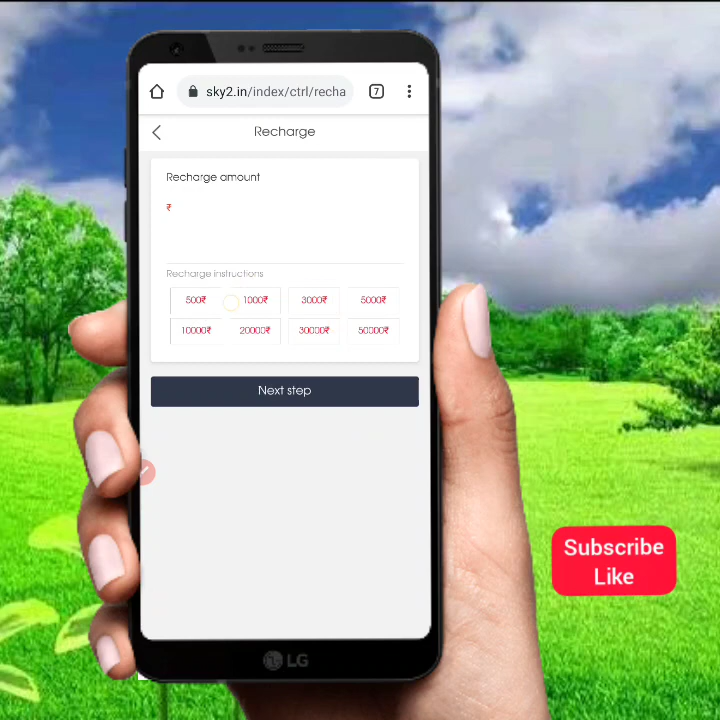 sky2.in/index/ctrl/recha
7
Recharge
Recharge amount
₹
Recharge instructions
500₹ 1000₹ 3000₹ 5000₹
10000₹ 20000₹ 30000₹ 50000₹
Next step
LG
Subscribe
Like